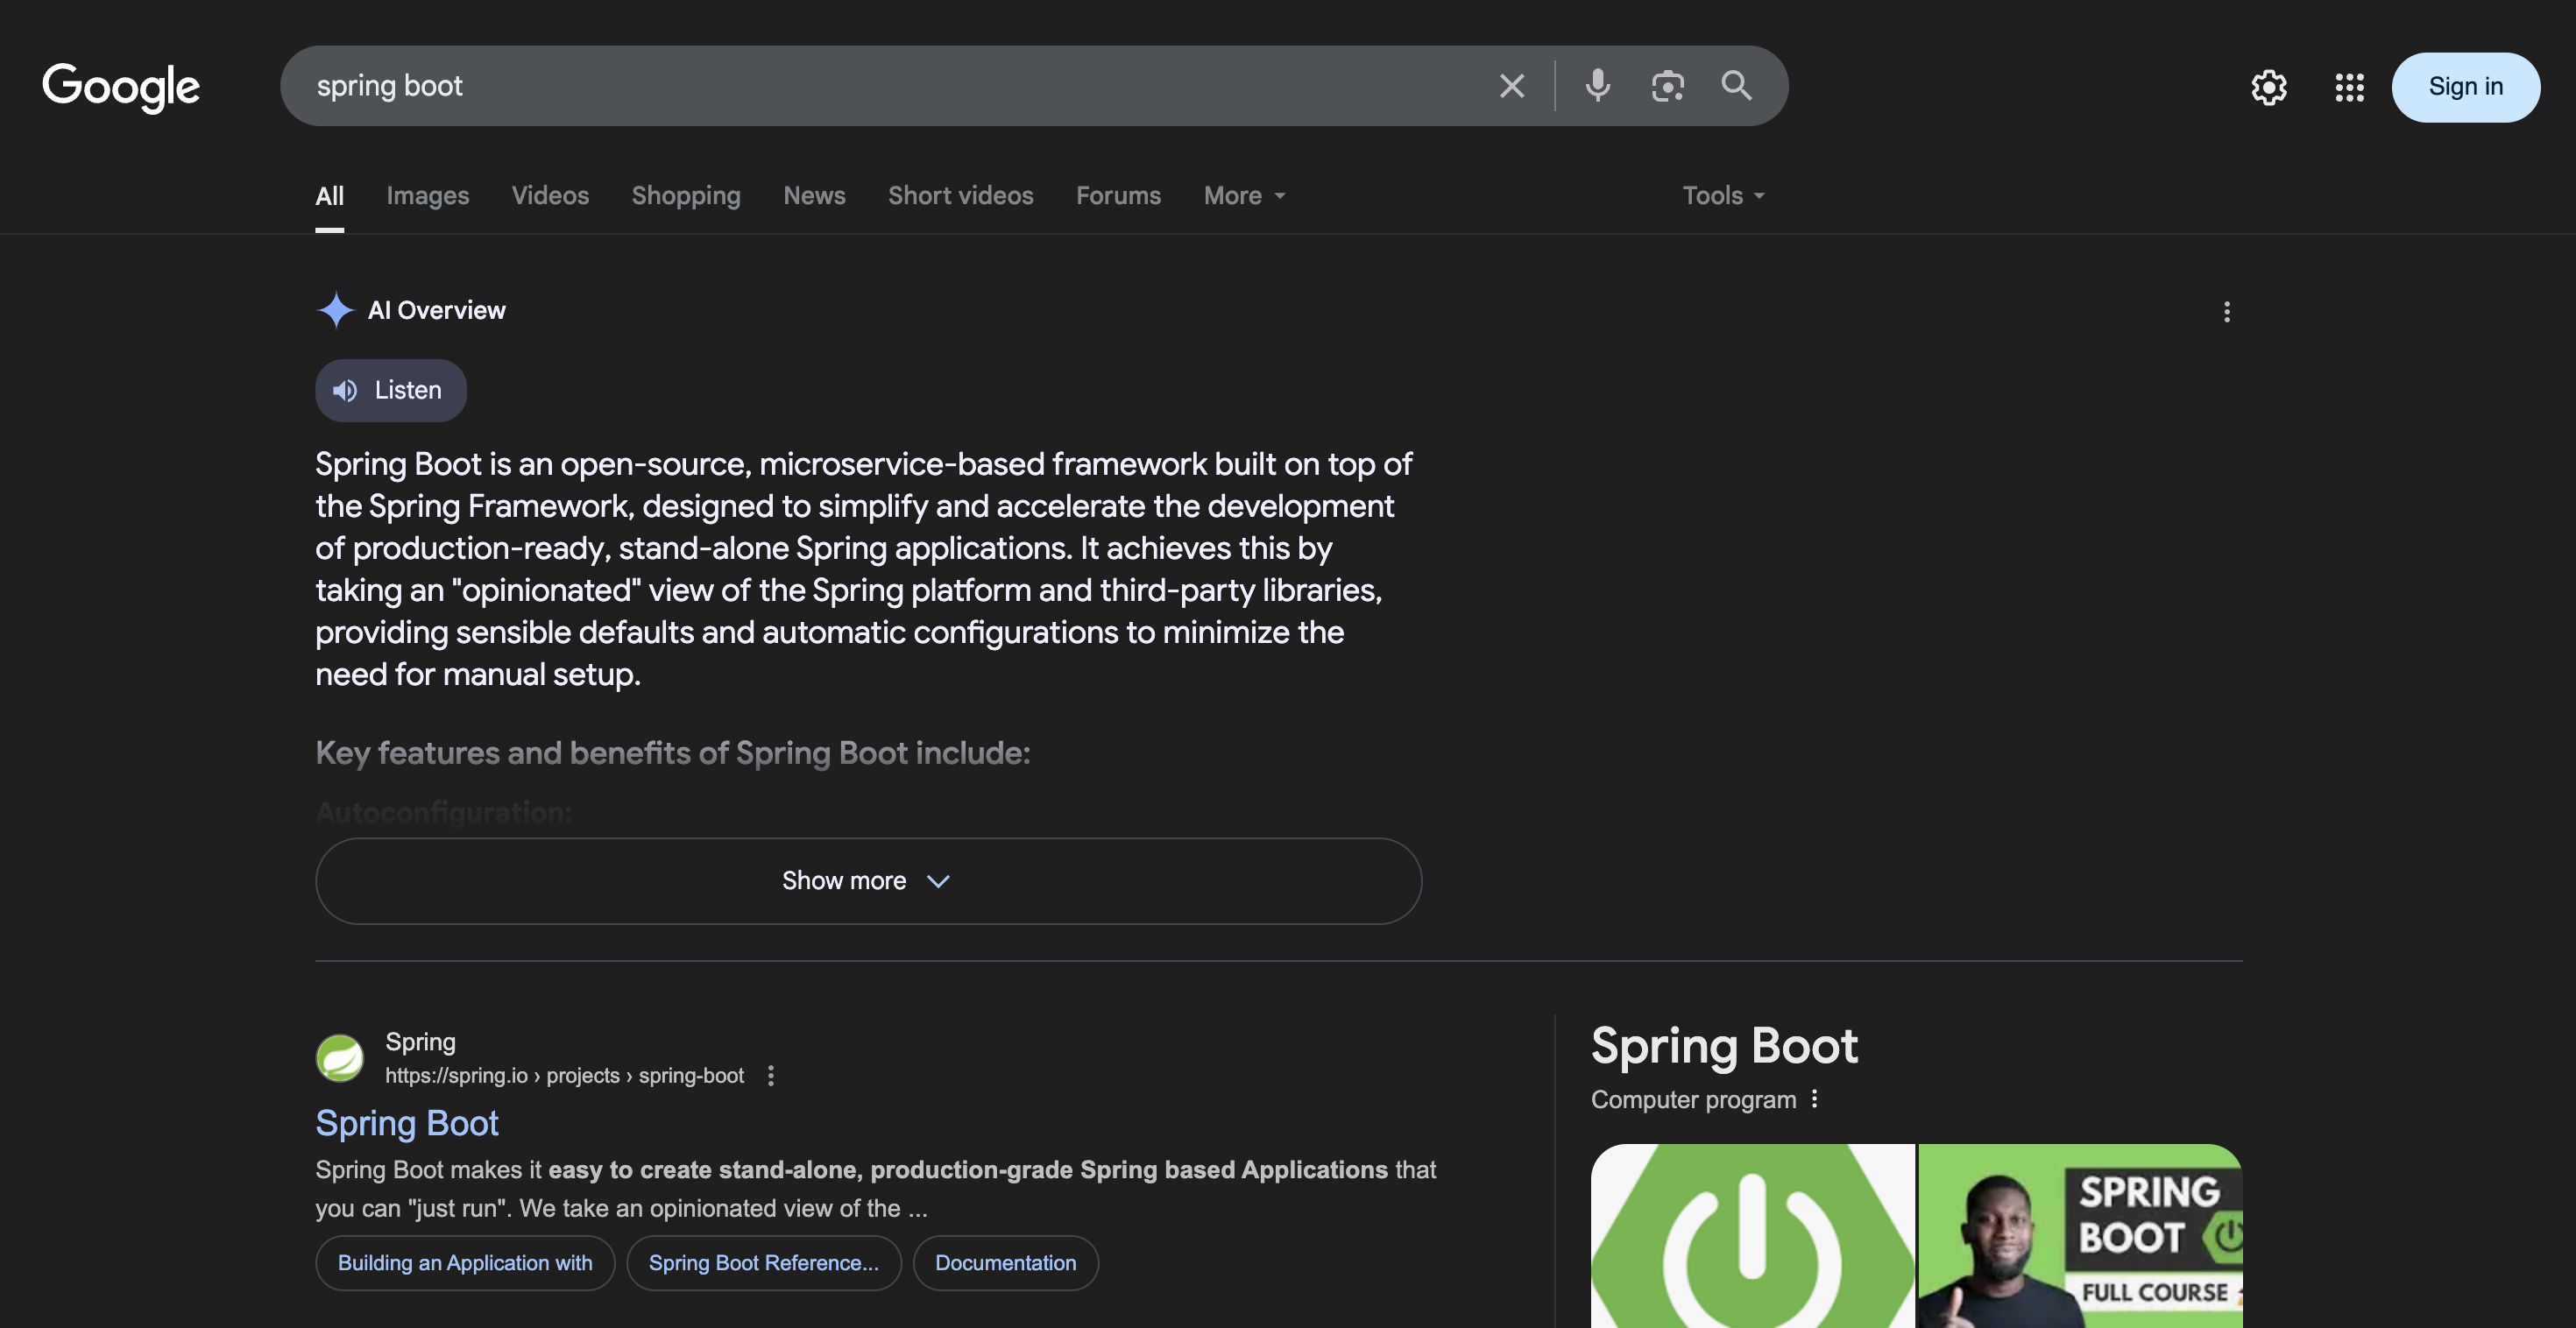 Google
spring boot
Sign in
All
Images
Videos
Shopping
News
Short videos
Forums
More
Tools
AI Overview
Listen
Spring Boot is an open-source, microservice-based framework built on top of
the Spring Framework, designed to simplify and accelerate the development
of production-ready, stand-alone Spring applications. It achieves this by
taking an "opinionated" view of the Spring platform and third-party libraries,
providing sensible defaults and automatic configurations to minimize the
need for manual setup.
Key features and benefits of Spring Boot include:
Autoconfiguration:
Show more
Spring
https://spring.io › projects › spring-boot
Spring Boot
Spring Boot makes it easy to create stand-alone, production-grade Spring based Applications that
you can "just run". We take an opinionated view of the ...
Building an Application with
Spring Boot Reference...
Documentation
Spring Boot
Computer program
SPRING
BOOT
FULL COURSE